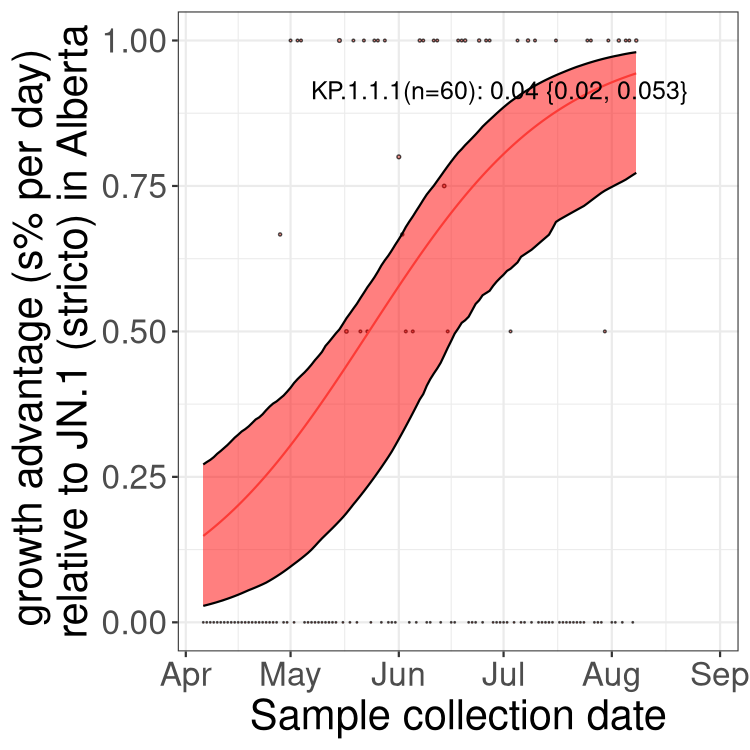 growth advantage (s% per day)
relative to JN.1 (stricto) in Alberta
1.00
0.75
0.50
0.25
0.00
KP.1.1.1(n=60): 0.04 {0.02, 0.053}
Apr May Jun Jul Aug Sep
Sample collection date